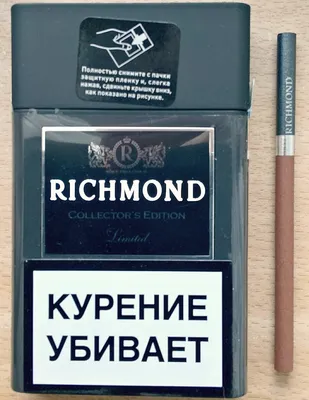 Полностью снимите с пачки
защитную пленку и, слегка
нажав, сдвиньте крышку вниз,
как показано на рисунке.
R
RICHMOND
COLLECTOR'S EDITION
Limited
КУРЕНИЕ
УБИВАЕТ
RICHMOND